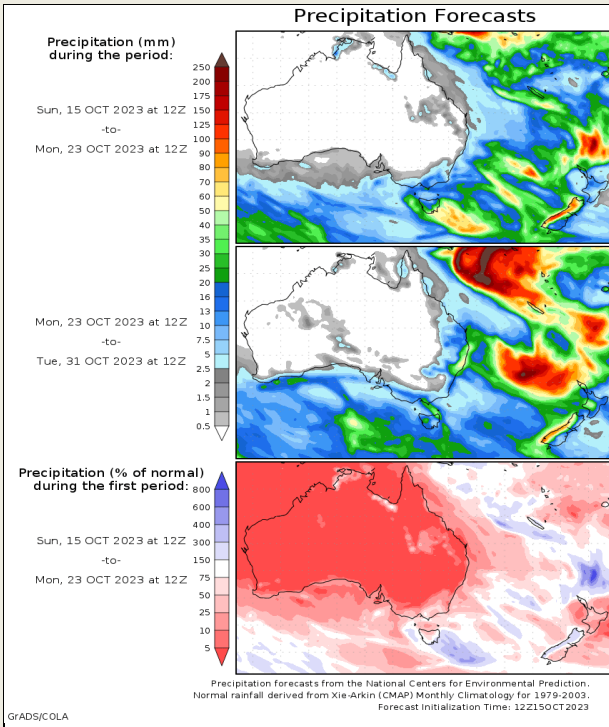 Precipitation Forecasts
Precipitation (mm)
during the period:
Sun, 15 OCT 2023 at 12Z
-to-
Mon, 23 OCT 2023 at 12Z
250
200
175
150
125
100
90
80
70
60
50
40
35
30
25
20
16
13
10
7.5
5
2.5
2
1.5
1
0.5
Mon, 23 OCT 2023 at 12Z
-to-
Tue, 31 OCT 2023 at 12Z
Precipitation (% of normal)
during the first period:
Sun, 15 OCT 2023 at 12Z
-to-
Mon, 23 OCT 2023 at 12Z
800
600
400
300
150
75
50
25
10
5
Precipitation forecasts from the National Centers for Environmental Prediction.
Normal rainfall derived from Xie-Arkin (CMAP) Monthly Climatology for 1979-2003.
Forecast Initialization Time: 12Z15OCT2023
GrADS/COLA